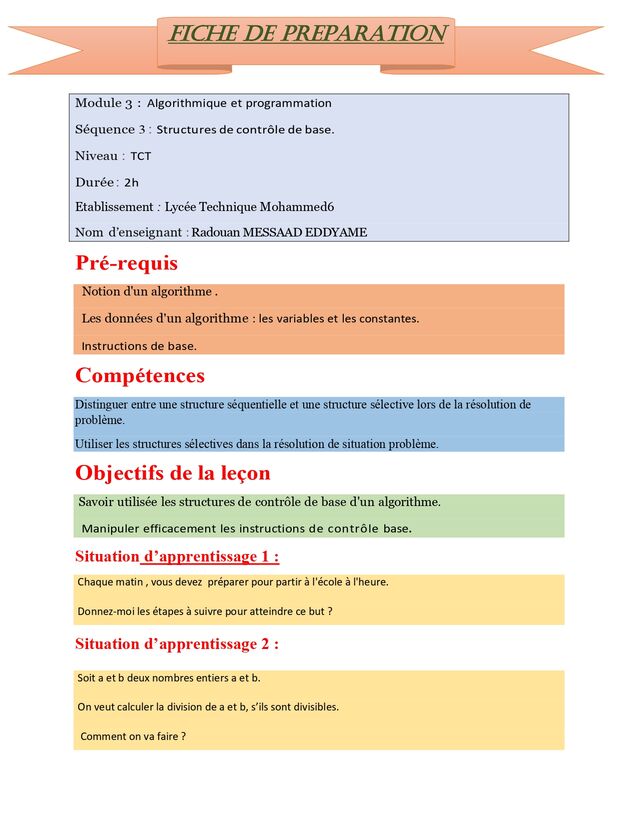 FICHE DE PREPARATION
Module 3 : Algorithmique et programmation
Séquence 3 : Structures de contrôle de base.
Niveau : TCT
Durée : 2h
Etablissement : Lycée Technique Mohammed6
Nom d'enseignant : Radouan MESSAAD EDDYAME
Pré-requis
Notion d'un algorithme .
Les données d'un algorithme : les variables et les constantes.
Instructions de base.
Compétences
Distinguer entre une structure séquentielle et une structure sélective lors de la résolution de
problème.
Utiliser les structures sélectives dans la résolution de situation problème.
Objectifs de la leçon
Savoir utilisée les structures de contrôle de base d'un algorithme.
Manipuler efficacement les instructions de contrôle base.
Situation d'apprentissage 1 :
Chaque matin , vous devez préparer pour partir à l'école à l'heure.
Donnez-moi les étapes à suivre pour atteindre ce but ?
Situation d'apprentissage 2 :
Soit a et b deux nombres entiers a et b.
On veut calculer la division de a et b, s'ils sont divisibles.
Comment on va faire ?